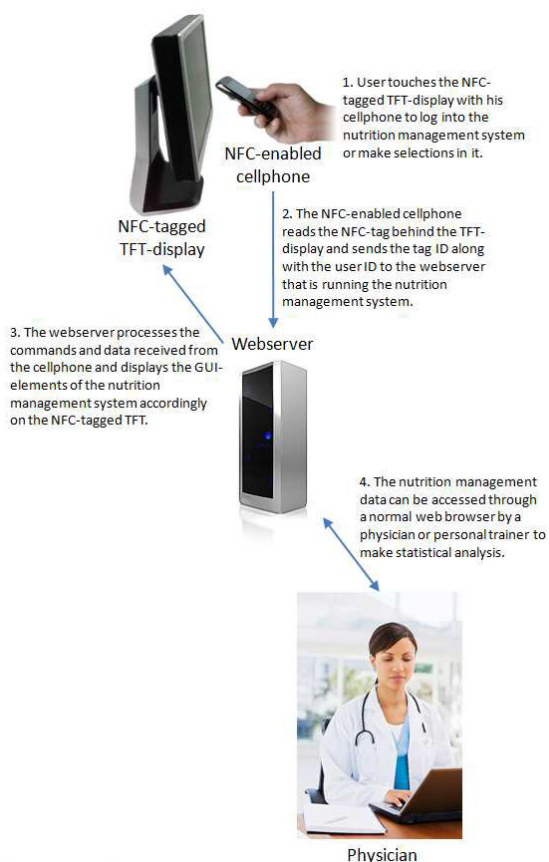 1. User touches the NFC-
tagged TFT-display with his
cellphone to log into the
nutrition management system
or make selections in it.
NFC-enabled
cellphone
NFC-tagged
TFT-display
2. The NFC-enabled cellphone
reads the NFC-tag behind the TFT-
display and sends the tag ID along
with the user ID to the webserver
that is running the nutrition
management system.
3. The webserver processes the
commands and data received from
the cellphone and displays the GUI-
elements of the nutrition
management system accordingly
on the NFC-tagged TFT.
Webserver
4. The nutrition management
data can be accessed through
a normal web browser by a
physician or personal trainer to
make statistical analysis.
Physician